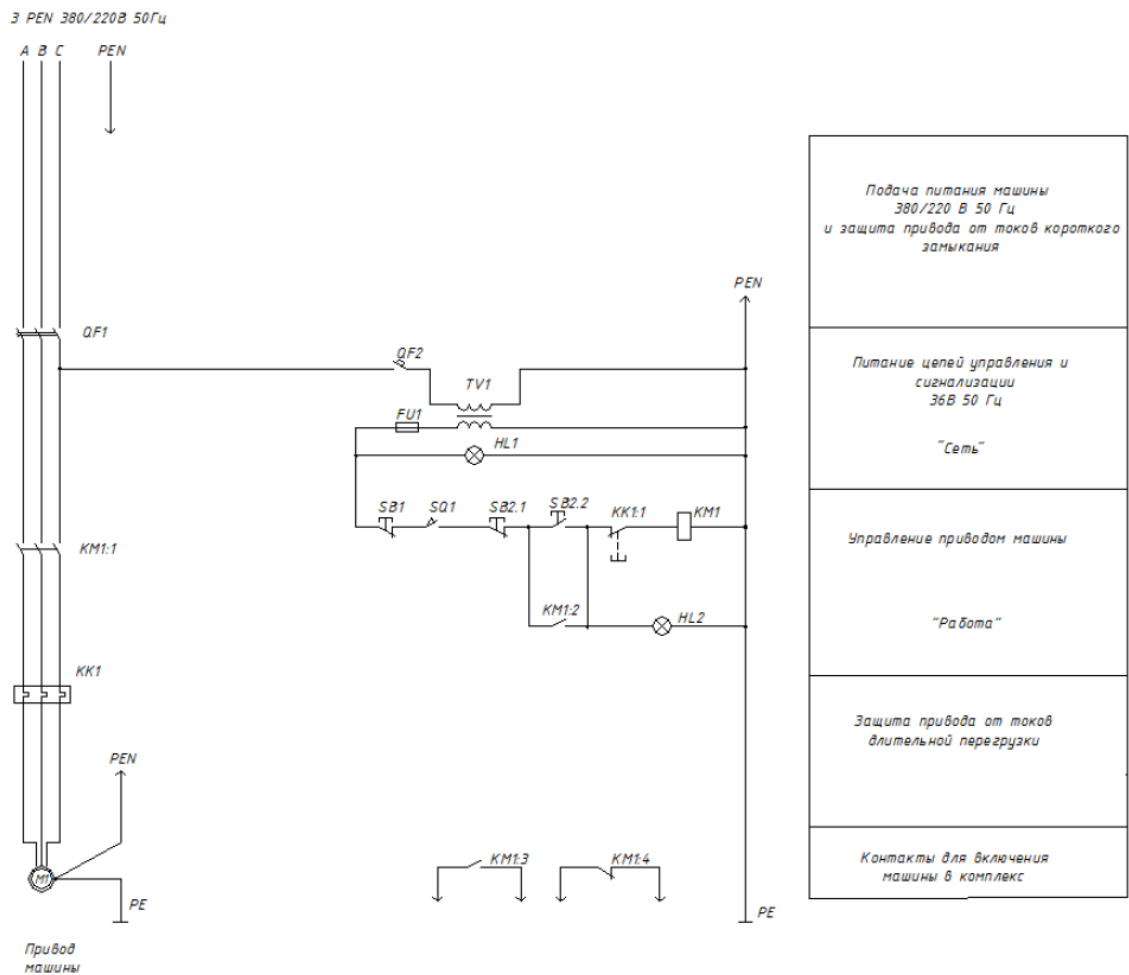 3 PEN 380/220В 50Гц
A B C PEN
QF1
KM1:1
KK1
PEN
M1
PE
Привод
машины
PEN
QF2
TV1
FU1
HL1
SB1 SQ1 SB2.1 SB2.2 KK1:1 KM1
KM1:2 HL2
KM1:3 KM1:4
PE
Подача питания машины
380/220 В 50 Гц
и защита привода от токов короткого
замыкания
Питание цепей управления и
сигнализации
36В 50 Гц
"Сеть"
Управление приводом машины
"Работа"
Защита привода от токов
длительной перегрузки
Контакты для включения
машины в комплекс